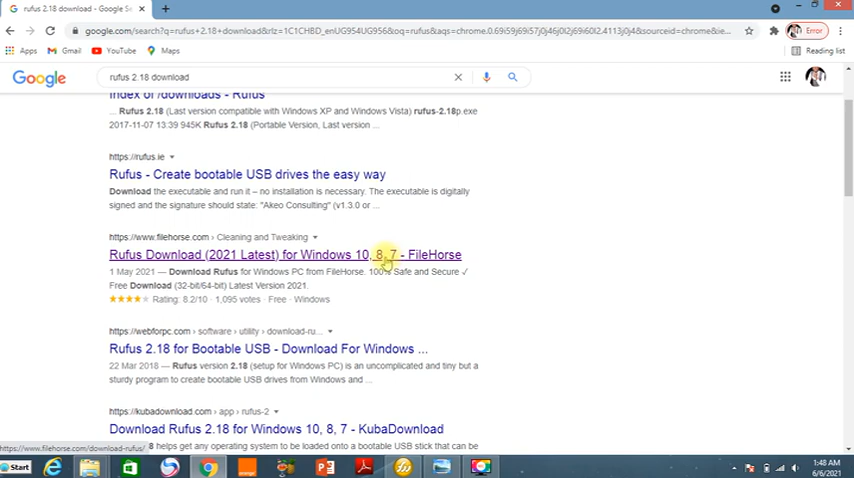 rufus 2.18 download - Google Se
google.com/search?q=rufus+2.18+download&rlz=1C1CHBD_enUG954UG956&oq=rufus&aqs=chrome.0.69i59j69i57j0j46j0l2j69i60l2.4113j0j4&sourceid=chrome&ie...
Error
Apps Gmail YouTube Maps Reading list
Google
rufus 2.18 download
Index of /downloads - Rufus
... Rufus 2.18 (Last version compatible with Windows XP and Windows Vista) rufus-2.18p.exe
2017-11-07 13:39 945K Rufus 2.18 (Portable Version, Last version ...
https://rufus.ie
Rufus - Create bootable USB drives the easy way
Download the executable and run it – no installation is necessary. The executable is digitally
signed and the signature should state: "Akeo Consulting" (v1.3.0 or ...
https://www.filehorse.com › Cleaning and Tweaking
Rufus Download (2021 Latest) for Windows 10, 8, 7 - FileHorse
1 May 2021 — Download Rufus for Windows PC from FileHorse. 100% Safe and Secure ✓
Free Download (32-bit/64-bit) Latest Version 2021.
Rating: 8.2/10 · 1,095 votes · Free · Windows
https://webforpc.com › software › utility › download-ru...
Rufus 2.18 for Bootable USB - Download For Windows ...
22 Mar 2018 — Rufus version 2.18 (setup for Windows PC) is an uncomplicated and tiny but a
sturdy program to create bootable USB drives from Windows and ...
https://kubadownload.com › app › rufus-2
Download Rufus 2.18 for Windows 10, 8, 7 - KubaDownload
8 helps get any operating system to be loaded onto a bootable USB stick that can be
https://www.filehorse.com/download-rufus/
Start
1:48 AM
6/6/2021